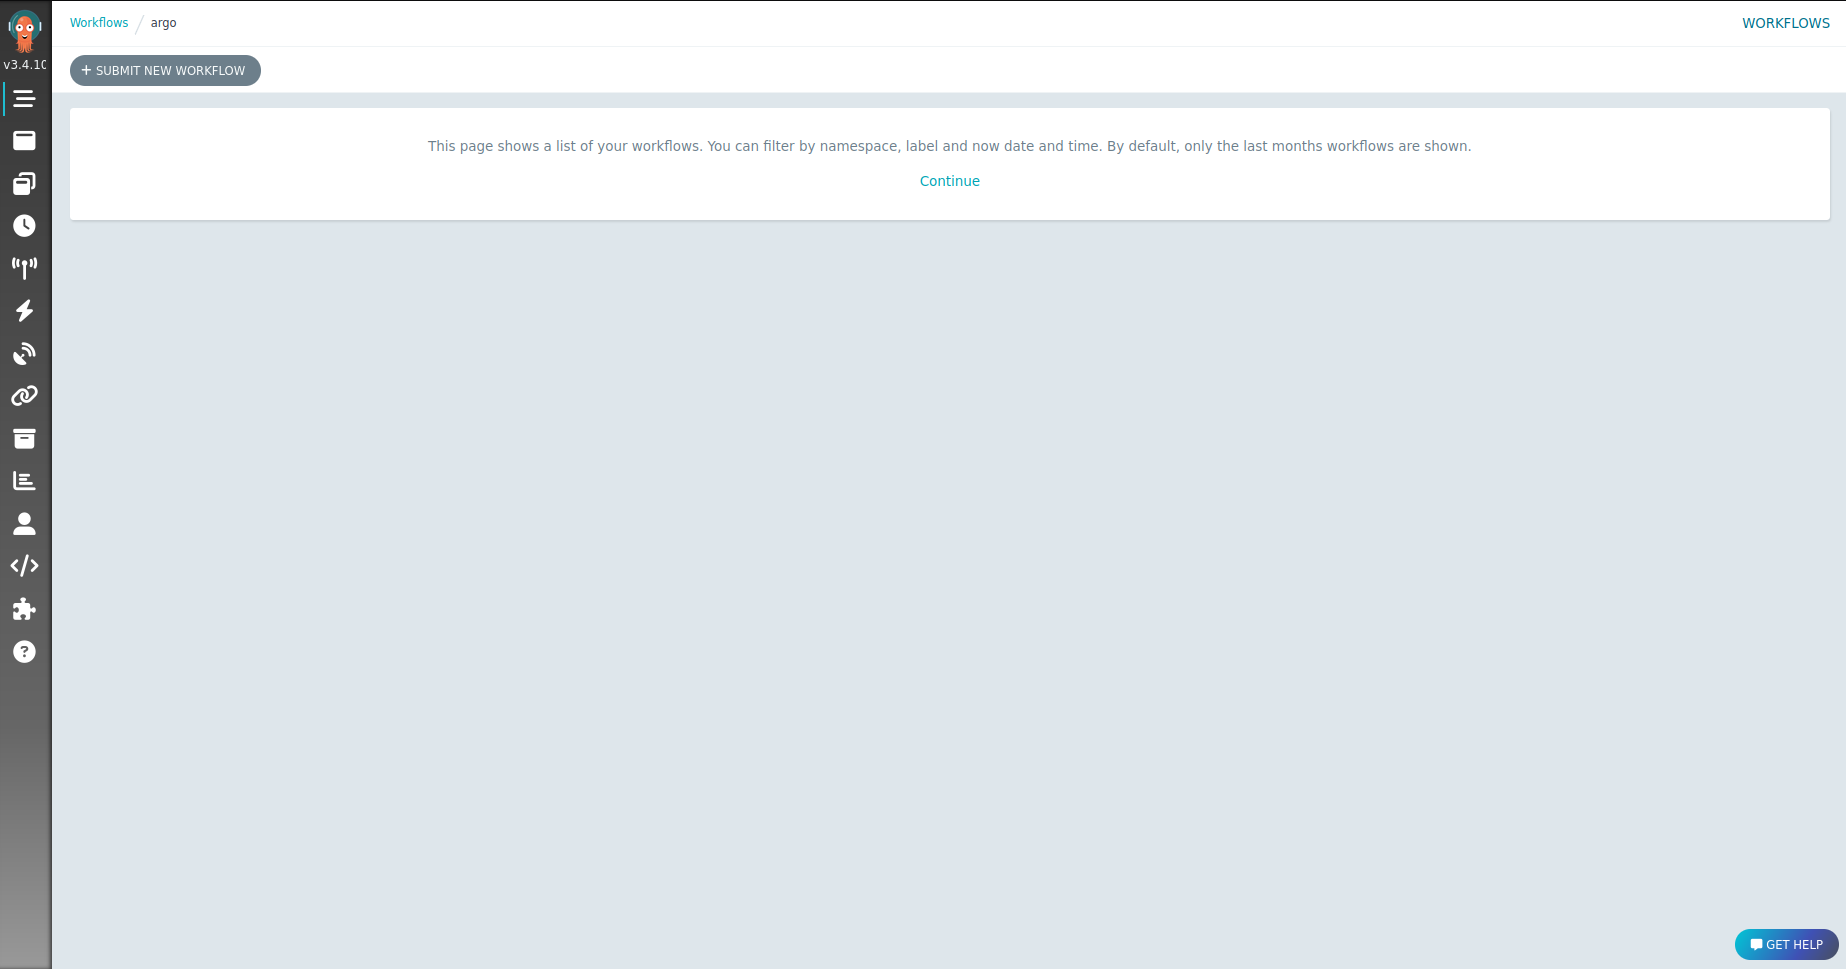 Workflows / argo
WORKFLOWS
v3.4.10
+ SUBMIT NEW WORKFLOW
This page shows a list of your workflows. You can filter by namespace, label and now date and time. By default, only the last months workflows are shown.
Continue
GET HELP